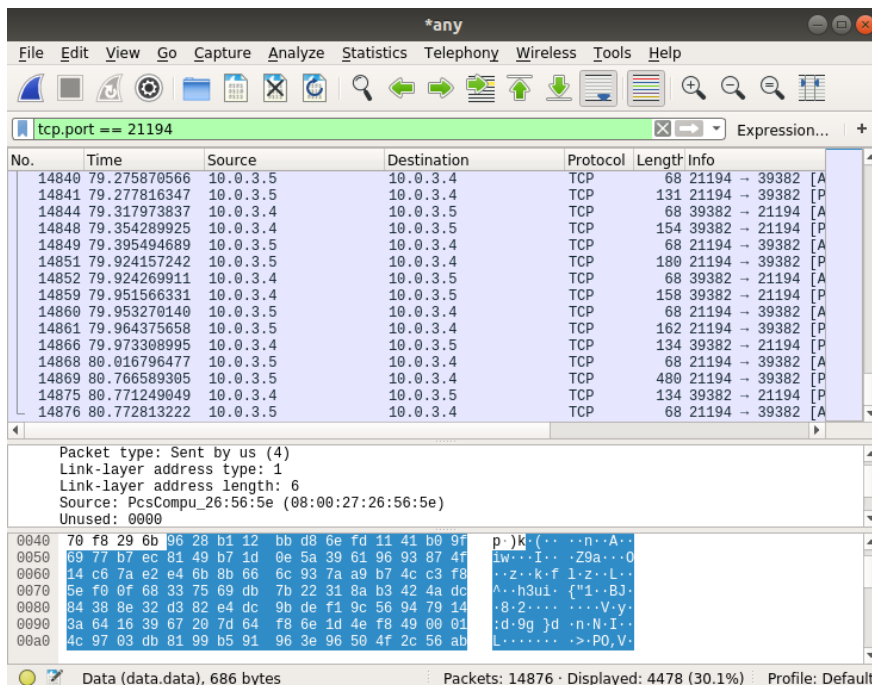 *any
File Edit View Go Capture Analyze Statistics Telephony Wireless Tools Help
tcp.port == 21194 Expression… +
No. Time Source Destination Protocol Length Info
14840 79.275870566 10.0.3.5 10.0.3.4 TCP 68 21194 → 39382 [A
14841 79.277816347 10.0.3.5 10.0.3.4 TCP 131 21194 → 39382 [P
14844 79.317973837 10.0.3.4 10.0.3.5 TCP 68 39382 → 21194 [A
14848 79.354289925 10.0.3.4 10.0.3.5 TCP 154 39382 → 21194 [P
14849 79.395494689 10.0.3.5 10.0.3.4 TCP 68 21194 → 39382 [A
14851 79.924157242 10.0.3.5 10.0.3.4 TCP 180 21194 → 39382 [P
14852 79.924269911 10.0.3.4 10.0.3.5 TCP 68 39382 → 21194 [A
14859 79.951566331 10.0.3.4 10.0.3.5 TCP 158 39382 → 21194 [P
14860 79.953270140 10.0.3.5 10.0.3.4 TCP 68 21194 → 39382 [A
14861 79.964375658 10.0.3.5 10.0.3.4 TCP 162 21194 → 39382 [P
14866 79.973308995 10.0.3.4 10.0.3.5 TCP 134 39382 → 21194 [P
14868 80.016796477 10.0.3.5 10.0.3.4 TCP 68 21194 → 39382 [A
14869 80.766589305 10.0.3.5 10.0.3.4 TCP 480 21194 → 39382 [P
14875 80.771249049 10.0.3.4 10.0.3.5 TCP 134 39382 → 21194 [P
14876 80.772813222 10.0.3.5 10.0.3.4 TCP 68 21194 → 39382 [A
Packet type: Sent by us (4)
Link-layer address type: 1
Link-layer address length: 6
Source: PcsCompu_26:56:5e (08:00:27:26:56:5e)
Unused: 0000
0040 70 f8 29 6b 96 28 b1 12 bb d8 6e fd 11 41 b0 9f p·)k·(·· ··n··A··
0050 69 77 b7 ec 81 49 b7 1d 0e 5a 39 61 96 93 87 4f iw···I·· ·Z9a···O
0060 14 c6 7a e2 e4 6b 8b 66 6c 93 7a a9 b7 4c c3 f8 ··z··k·f l·z··L··
0070 5e f0 0f 68 33 75 69 db 7b 22 31 8a b3 42 4a dc ^··h3ui· {"1··BJ·
0080 84 38 8e 32 d3 82 e4 dc 9b de f1 9c 56 94 79 14 ·8·2···· ····V·y·
0090 3a 64 16 39 67 20 7d 64 f8 6e 1d 4e f8 49 00 01 :d·9g }d ·n·N·I··
00a0 4c 97 03 db 81 99 b5 91 96 3e 96 50 4f 2c 56 ab L······· ·>·PO,V·
Data (data.data), 686 bytes Packets: 14876 · Displayed: 4478 (30.1%) Profile: Default